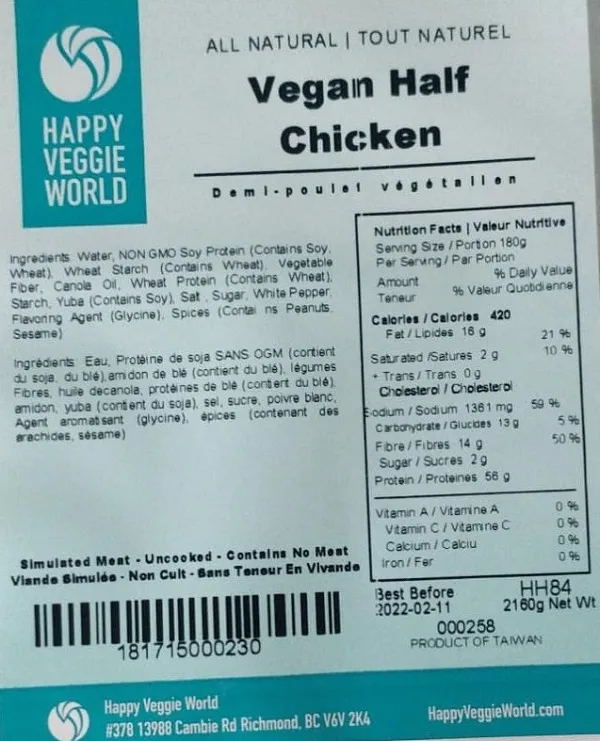 HAPPY
VEGGIE
WORLD
ALL NATURAL | TOUT NATUREL
Vegan Half
Chicken
Demi-poulet végétalien
Ingredients: Water, NON GMO Soy Protein (Contains Soy,
Wheat), Wheat Starch (Contains Wheat), Vegetable
Fiber, Canola Oil, Wheat Protein (Contains Wheat),
Starch, Yuba (Contains Soy), Salt , Sugar, White Pepper,
Flavoring Agent (Glycine), Spices (Contains Peanuts,
Sesame)
Ingrédients: Eau, Protéine de soja SANS OGM (contient
du soja, du blé),amidon de blé (contient du blé), légumes
Fibres, huile decanola, protéines de blé (contient du blé),
amidon, yuba (contient du soja), sel, sucre, poivre blanc,
Agent aromatisant (glycine), épices (contenant des
arachides, sésame)
Nutrition Facts | Valeur Nutritive
Serving Size / Portion 180g
Per Serving / Par Portion
Amount % Daily Value
Teneur % Valeur Quotidienne
Calories / Calories 420
Fat / Lipides 16 g 21 %
Saturated /Satures 2 g 10 %
+ Trans / Trans 0 g
Cholesterol / Cholesterol
Sodium / Sodium 1361 mg 59 %
Carbohydrate / Glucides 13 g 5 %
Fibre / Fibres 14 g 50 %
Sugar / Sucres 2 g
Protein / Proteines 56 g
Vitamin A / Vitamine A 0 %
Vitamin C / Vitamine C 0 %
Calcium / Calciu 0 %
Iron / Fer 0 %
Simulated Meat - Uncooked - Contains No Meat
Viande Simulée - Non Cuit - Sans Teneur En Vivande
181715000230
Best Before
2022-02-11
HH84
2160g Net Wt
000258
PRODUCT OF TAIWAN
Happy Veggie World
#378 13988 Cambie Rd Richmond, BC V6V 2K4
HappyVeggieWorld.com